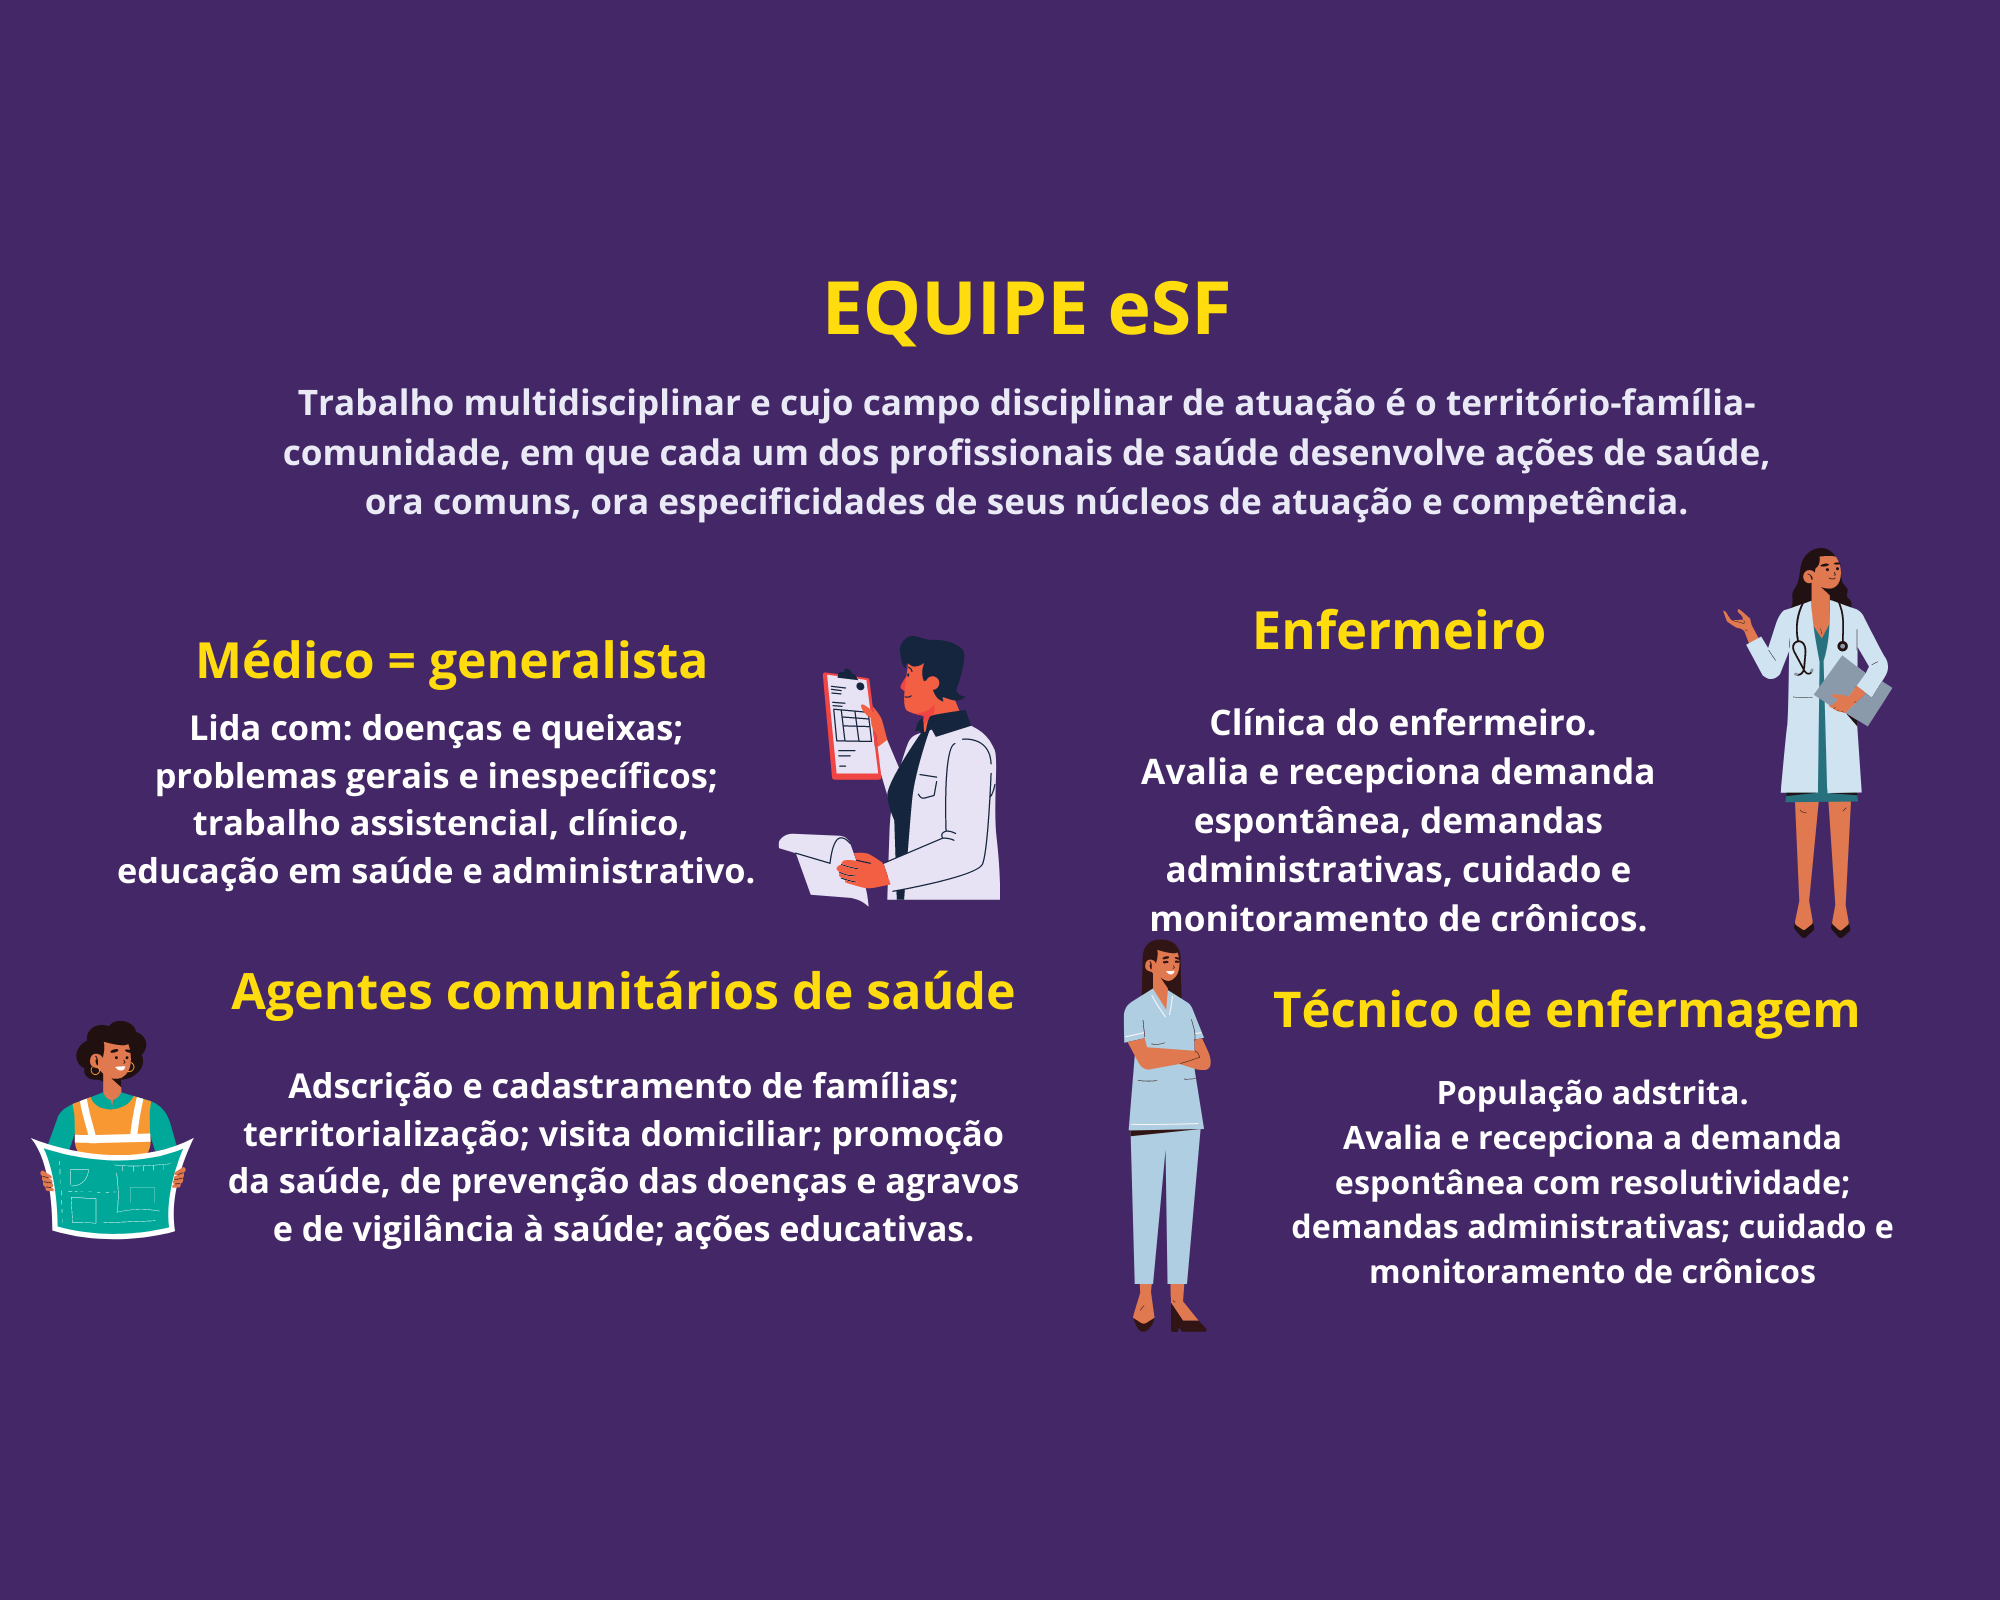 EQUIPE eSF
Trabalho multidisciplinar e cujo campo disciplinar de atuação é o território-família-
comunidade, em que cada um dos profissionais de saúde desenvolve ações de saúde,
ora comuns, ora especificidades de seus núcleos de atuação e competência.
Médico = generalista
Lida com: doenças e queixas;
problemas gerais e inespecíficos;
trabalho assistencial, clínico,
educação em saúde e administrativo.
Enfermeiro
Clínica do enfermeiro.
Avalia e recepciona demanda
espontânea, demandas
administrativas, cuidado e
monitoramento de crônicos.
Agentes comunitários de saúde
Adscrição e cadastramento de famílias;
territorialização; visita domiciliar; promoção
da saúde, de prevenção das doenças e agravos
e de vigilância à saúde; ações educativas.
Técnico de enfermagem
População adstrita.
Avalia e recepciona a demanda
espontânea com resolutividade;
demandas administrativas; cuidado e
monitoramento de crônicos